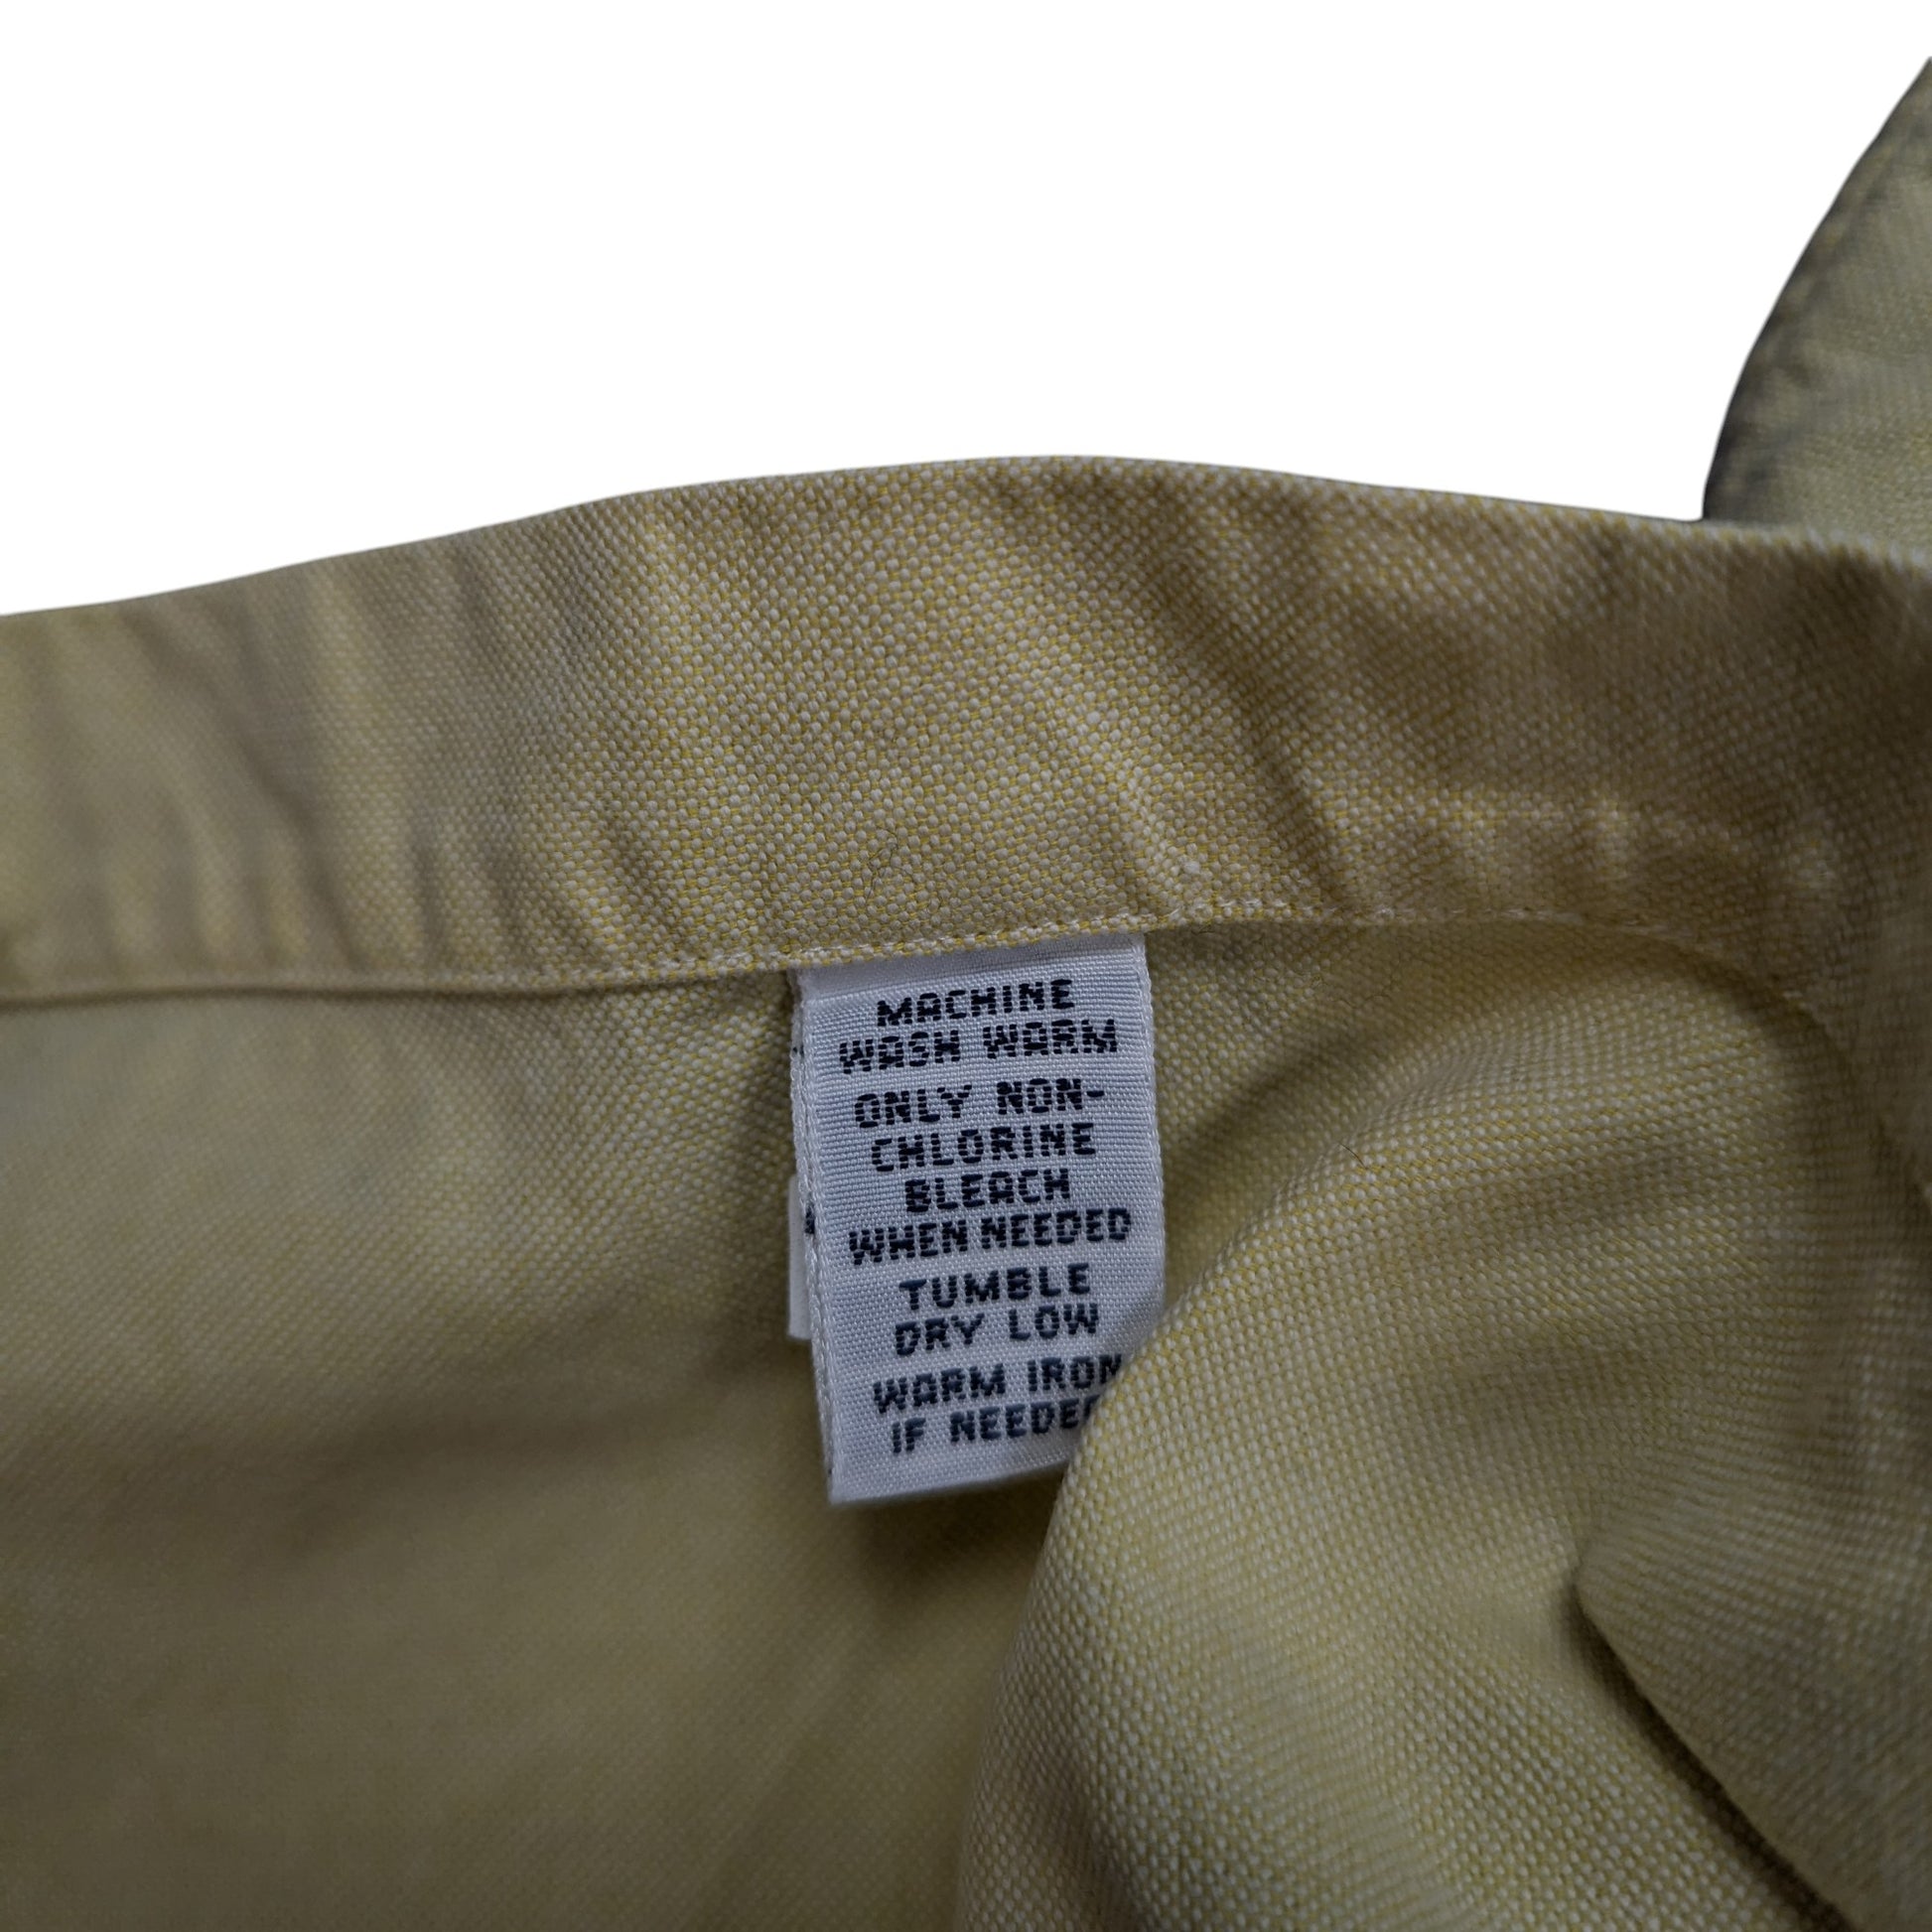 MACHINE
WASH WARM
ONLY NON-
CHLORINE
BLEACH
WHEN NEEDED
TUMBLE
DRY LOW
WARM IRON
IF NEEDED